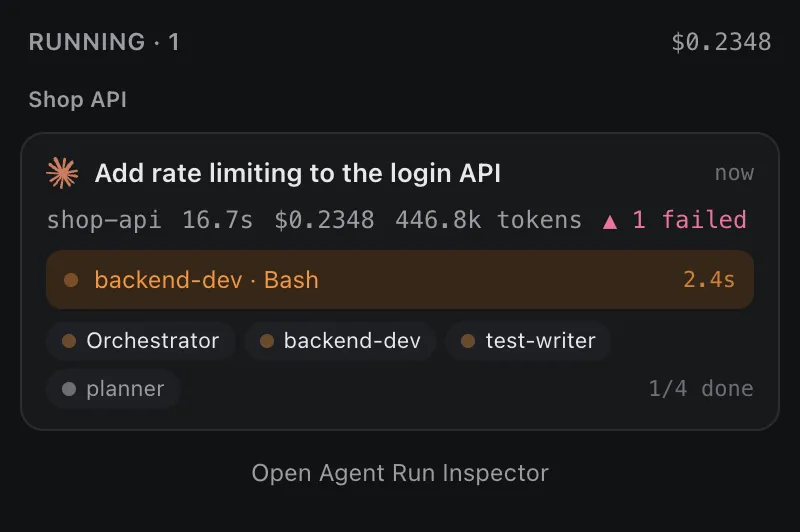 RUNNING · 1 $0.2348
Shop API
Add rate limiting to the login API now
shop-api 16.7s $0.2348 446.8k tokens ▲ 1 failed
backend-dev · Bash 2.4s
Orchestrator backend-dev test-writer
planner 1/4 done
Open Agent Run Inspector